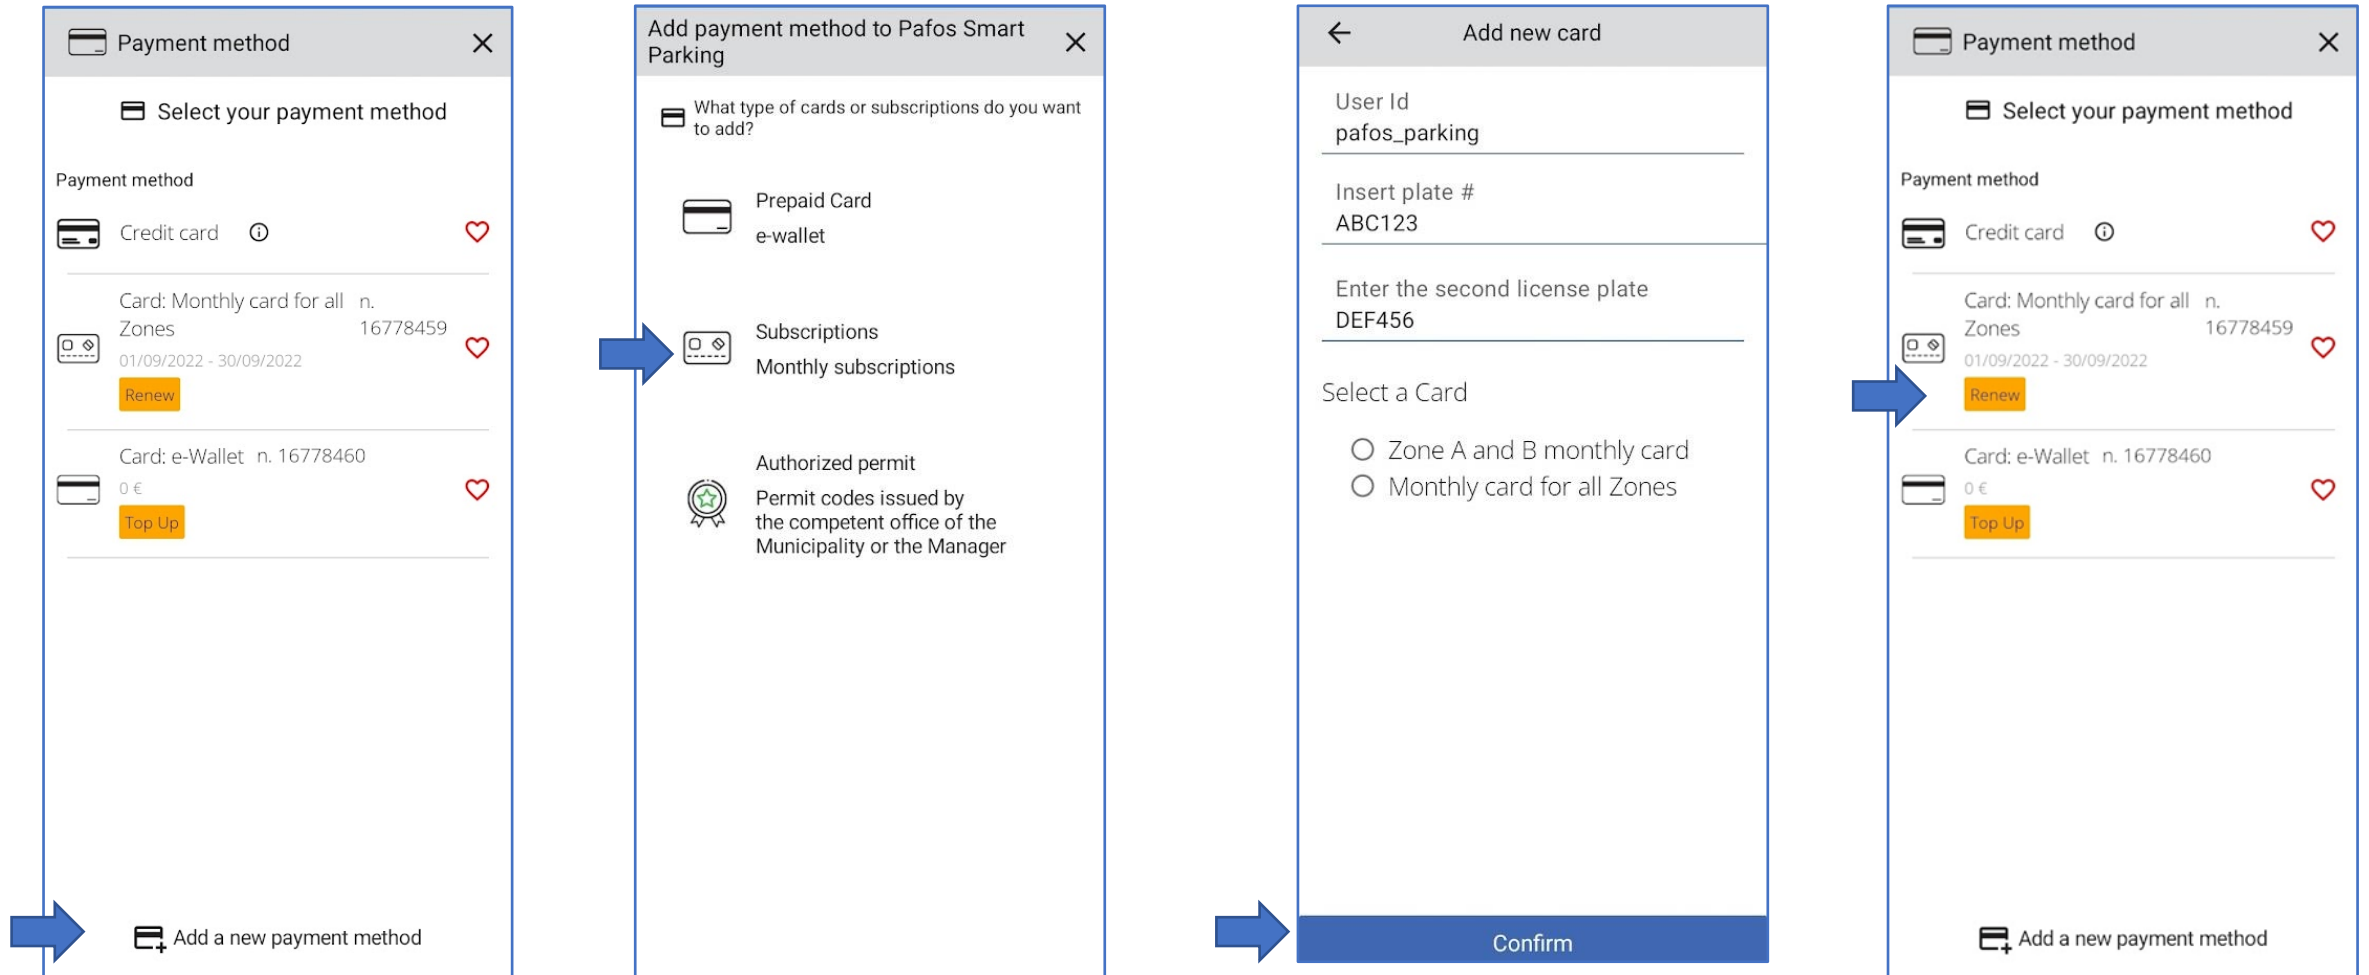 Payment method
Select your payment method
Payment method
Credit card
Card: Monthly card for all n.
Zones 16778459
01/09/2022 - 30/09/2022
Renew
Card: e-Wallet n. 16778460
0 €
Top Up
Add a new payment method
Add payment method to Pafos Smart
Parking
What type of cards or subscriptions do you want
to add?
Prepaid Card
e-wallet
Subscriptions
Monthly subscriptions
Authorized permit
Permit codes issued by
the competent office of the
Municipality or the Manager
Add new card
User Id
pafos_parking
Insert plate #
ABC123
Enter the second license plate
DEF456
Select a Card
Zone A and B monthly card
Monthly card for all Zones
Confirm
Payment method
Select your payment method
Payment method
Credit card
Card: Monthly card for all n.
Zones 16778459
01/09/2022 - 30/09/2022
Renew
Card: e-Wallet n. 16778460
0 €
Top Up
Add a new payment method